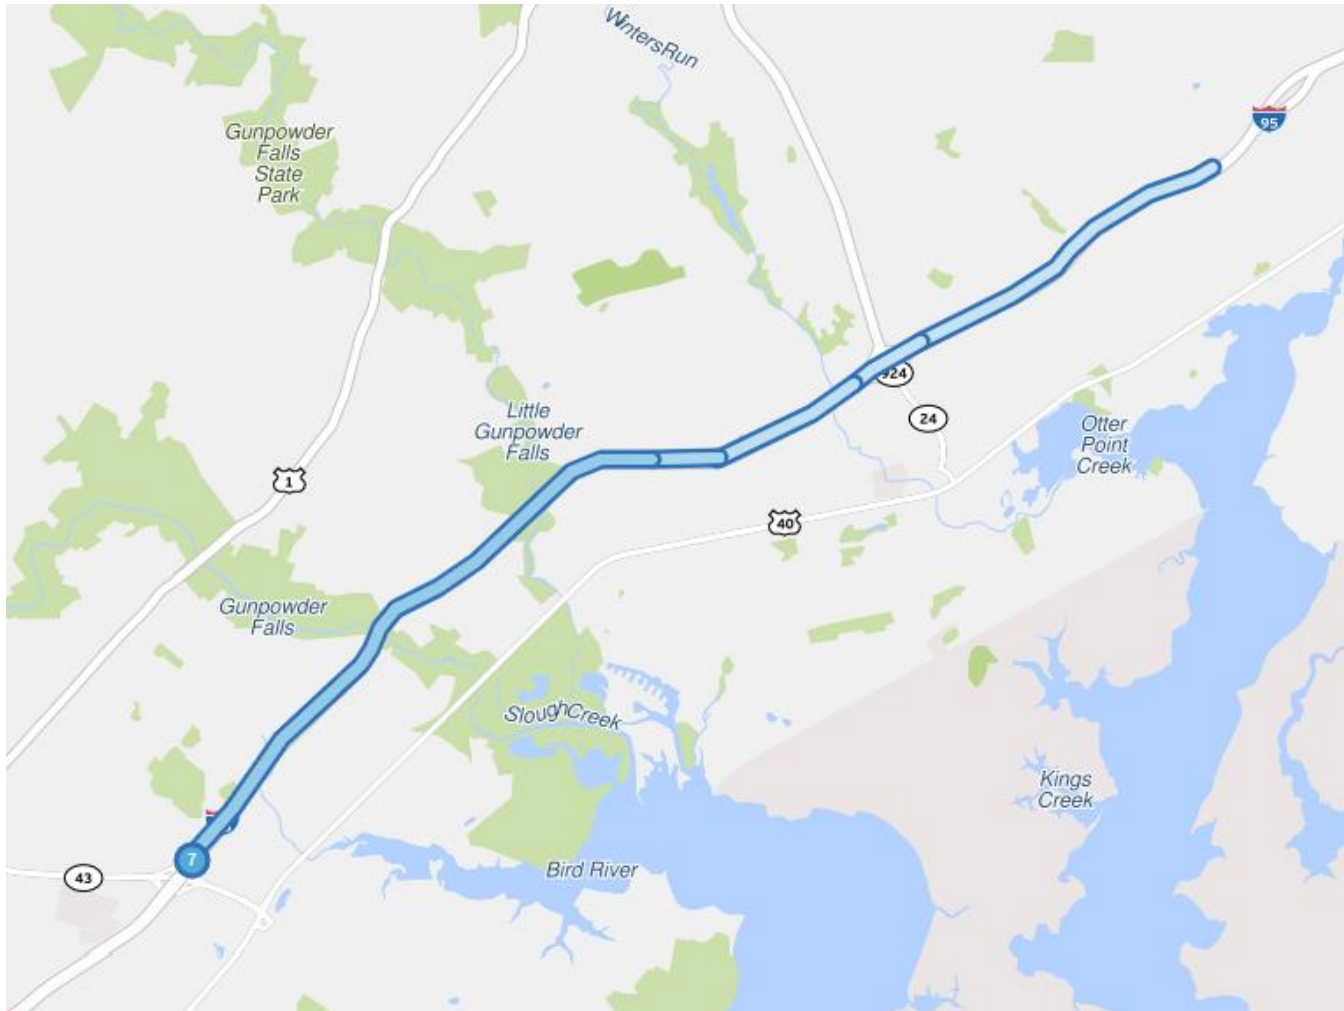 WintersRun
Gunpowder
Falls
State
Park
95
924
24
Little
Gunpowder
Falls
Otter
Point
Creek
1
40
Gunpowder
Falls
SloughCreek
Kings
Creek
7
43
Bird River